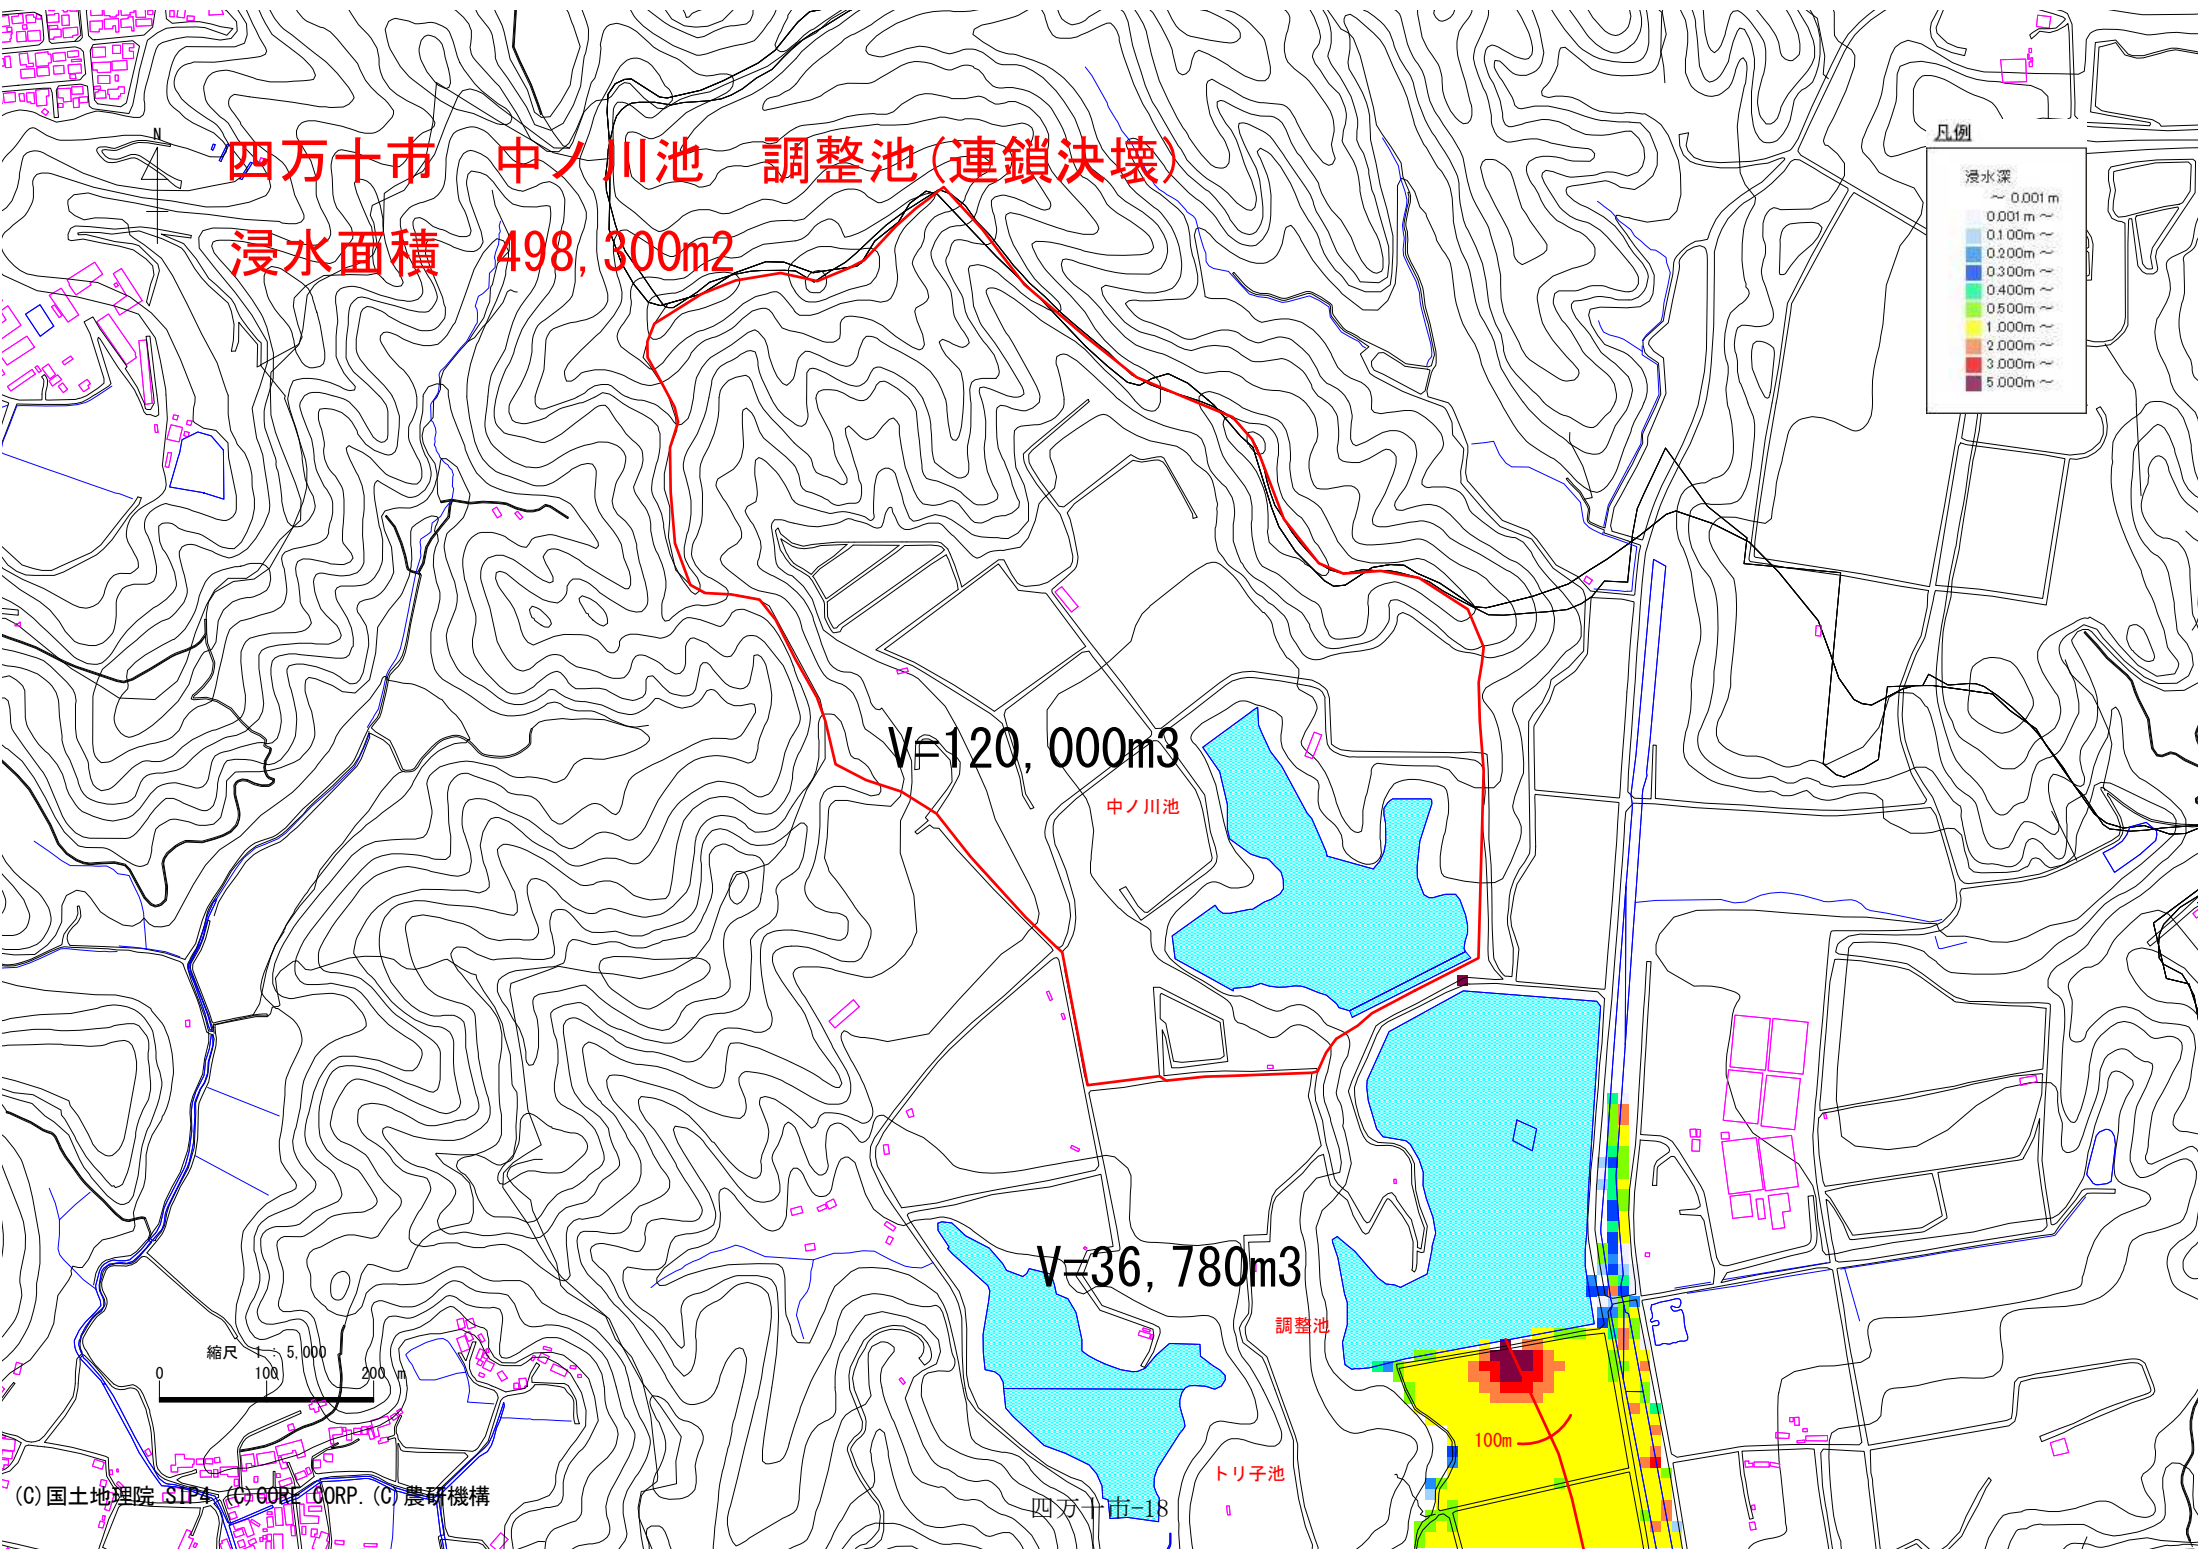 四万十市　中ノ川池　調整池(連鎖決壊)
浸水面積　498,300m2
N
凡例
浸水深
～ 0.001m
0.001m ～
0.100m ～
0.200m ～
0.300m ～
0.400m ～
0.500m ～
1.000m ～
2.000m ～
3.000m ～
5.000m ～
V=120,000m3
中ノ川池
V=36,780m3
調整池
100m
トリ子池
縮尺　1 : 5,000
0 100 200 m
(C)国土地理院 SIP4 (C)CORE CORP. (C)農研機構
四万十市-18